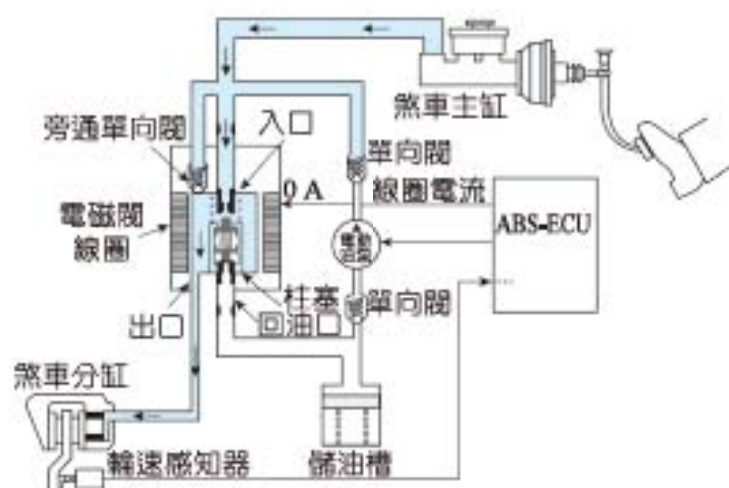 煞車主缸
旁通單向閥
入口
單向閥
0 A
線圈電流
ABS-ECU
電磁閥
線圈
柱塞
單向閥
出口
回油口
煞車分缸
輪速感知器
儲油槽